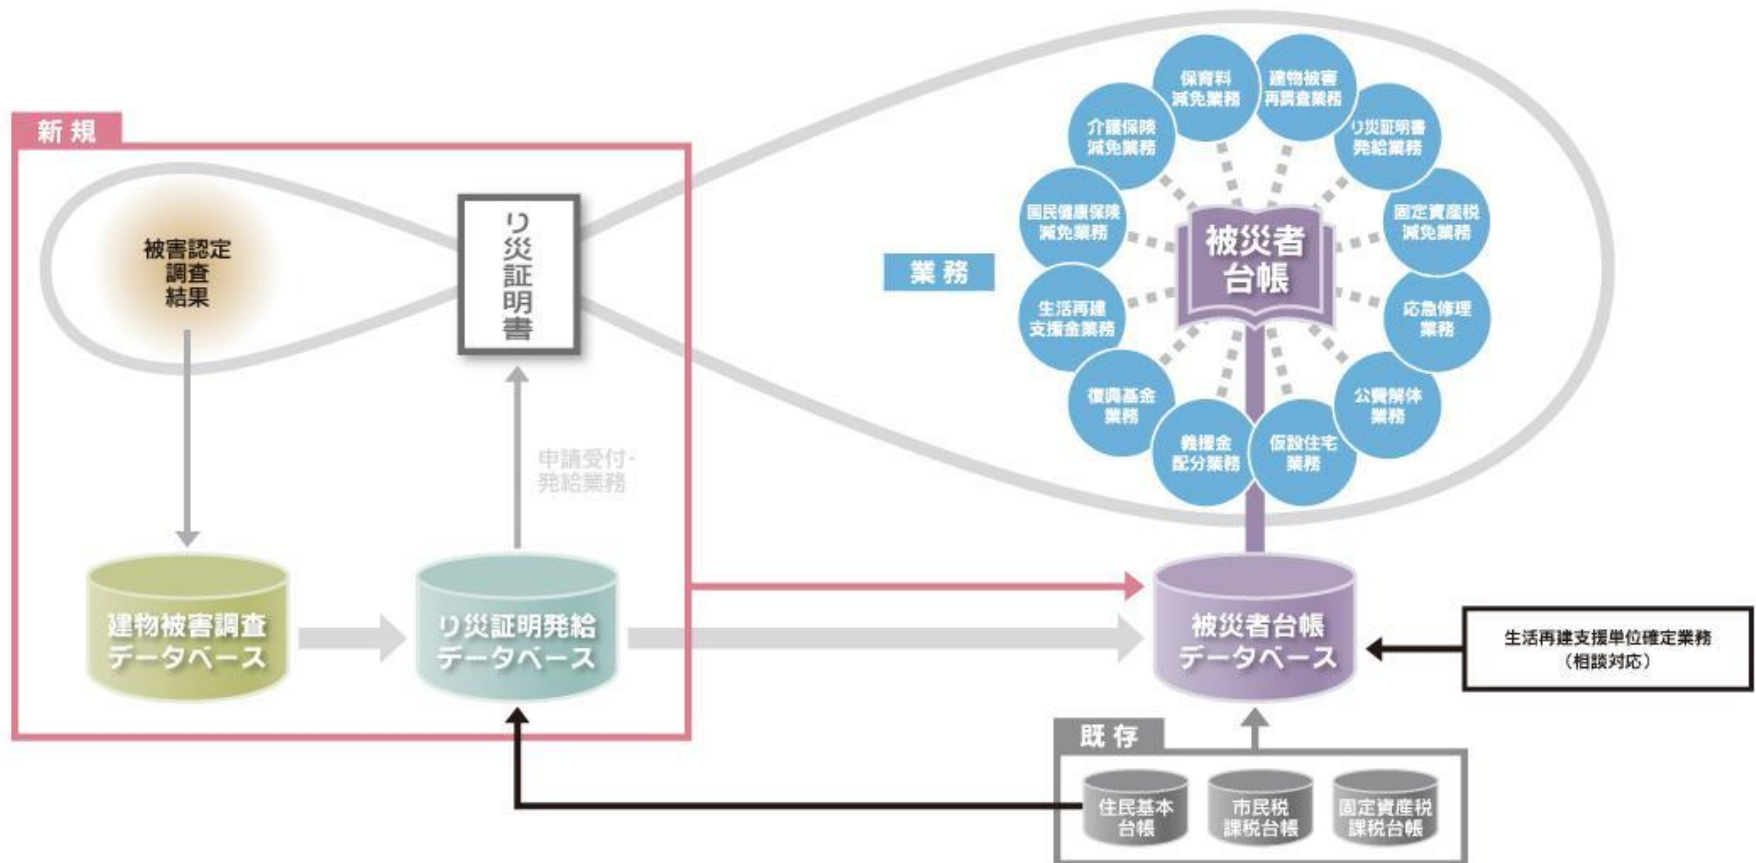 新規
被害認定
調査
結果
り災証明書
申請受付・
発給業務
建物被害調査
データベース
り災証明発給
データベース
業務
保育料
減免業務
建物被害
再調査業務
介護保険
減免業務
り災証明書
発給業務
国民健康保険
減免業務
固定資産税
減免業務
被災者
台帳
生活再建
支援金業務
応急修理
業務
復興基金
業務
公費解体
業務
義援金
配分業務
仮設住宅
業務
被災者台帳
データベース
生活再建支援単位確定業務
（相談対応）
既存
住民基本
台帳
市民税
課税台帳
固定資産税
課税台帳